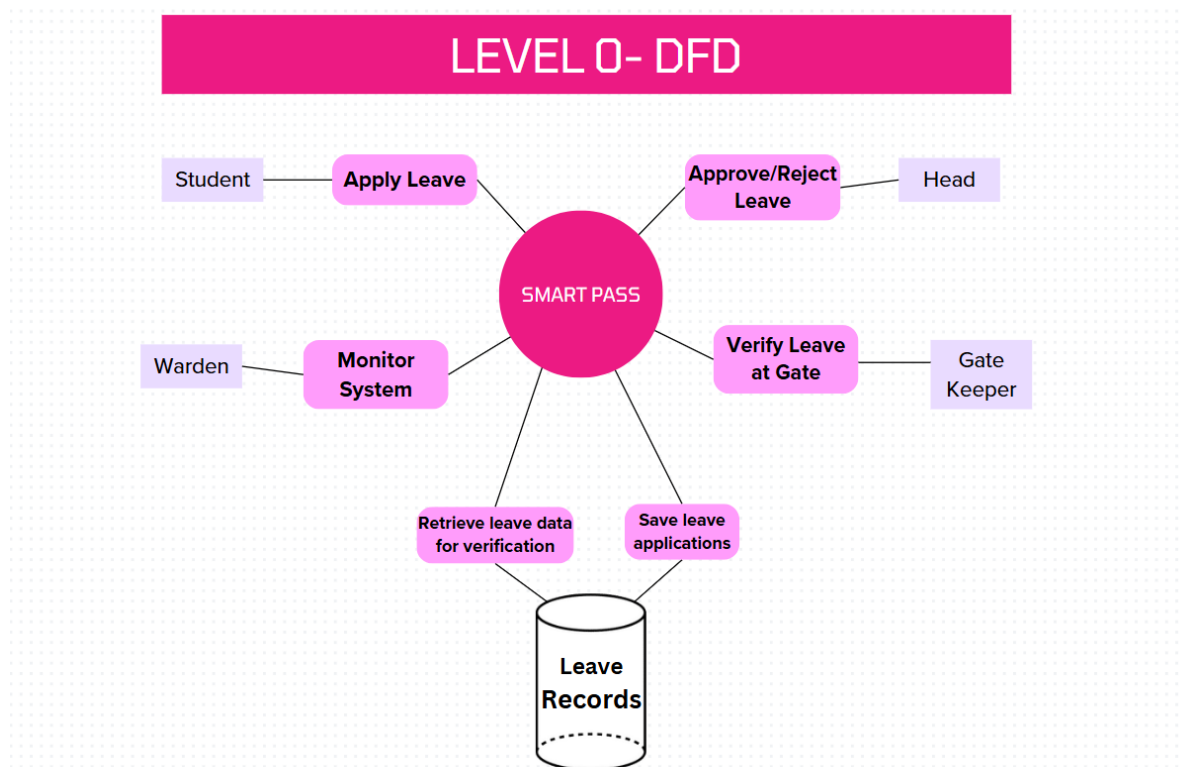 LEVEL 0- DFD
Student
Apply Leave
Approve/Reject
Leave
Head
SMART PASS
Warden
Monitor
System
Verify Leave
at Gate
Gate
Keeper
Retrieve leave data
for verification
Save leave
applications
Leave
Records